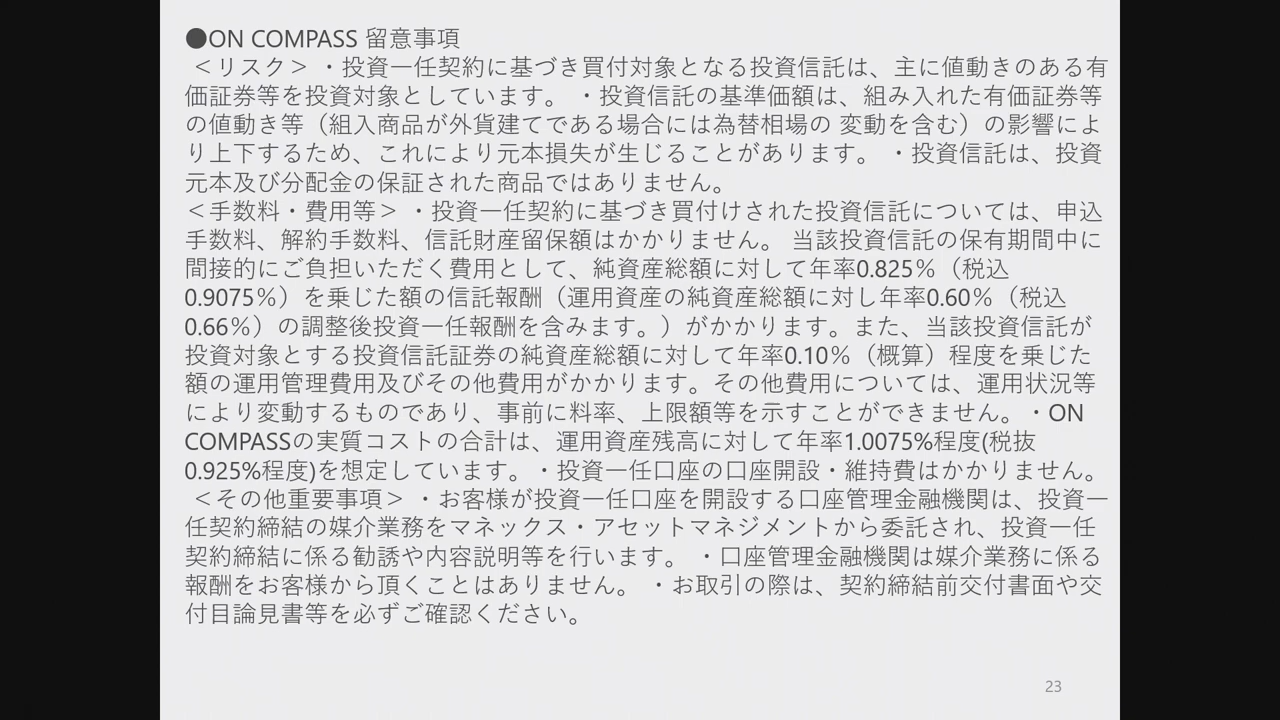 ●ON COMPASS 留意事項
＜リスク＞ ・投資一任契約に基づき買付対象となる投資信託は、主に値動きのある有
価証券等を投資対象としています。 ・投資信託の基準価額は、組み入れた有価証券等
の値動き等（組入商品が外貨建てである場合には為替相場の 変動を含む）の影響によ
り上下するため、これにより元本損失が生じることがあります。 ・投資信託は、投資
元本及び分配金の保証された商品ではありません。
＜手数料・費用等＞ ・投資一任契約に基づき買付けされた投資信託については、申込
手数料、解約手数料、信託財産留保額はかかりません。 当該投資信託の保有期間中に
間接的にご負担いただく費用として、純資産総額に対して年率0.825％（税込
0.9075％）を乗じた額の信託報酬（運用資産の純資産総額に対し年率0.60％（税込
0.66％）の調整後投資一任報酬を含みます。）がかかります。また、当該投資信託が
投資対象とする投資信託証券の純資産総額に対して年率0.10％（概算）程度を乗じた
額の運用管理費用及びその他費用がかかります。その他費用については、運用状況等
により変動するものであり、事前に料率、上限額等を示すことができません。 ・ON
COMPASSの実質コストの合計は、運用資産残高に対して年率1.0075%程度(税抜
0.925%程度)を想定しています。 ・投資一任口座の口座開設・維持費はかかりません。
＜その他重要事項＞ ・お客様が投資一任口座を開設する口座管理金融機関は、投資一
任契約締結の媒介業務をマネックス・アセットマネジメントから委託され、投資一任
契約締結に係る勧誘や内容説明等を行います。 ・口座管理金融機関は媒介業務に係る
報酬をお客様から頂くことはありません。 ・お取引の際は、契約締結前交付書面や交
付目論見書等を必ずご確認ください。
23